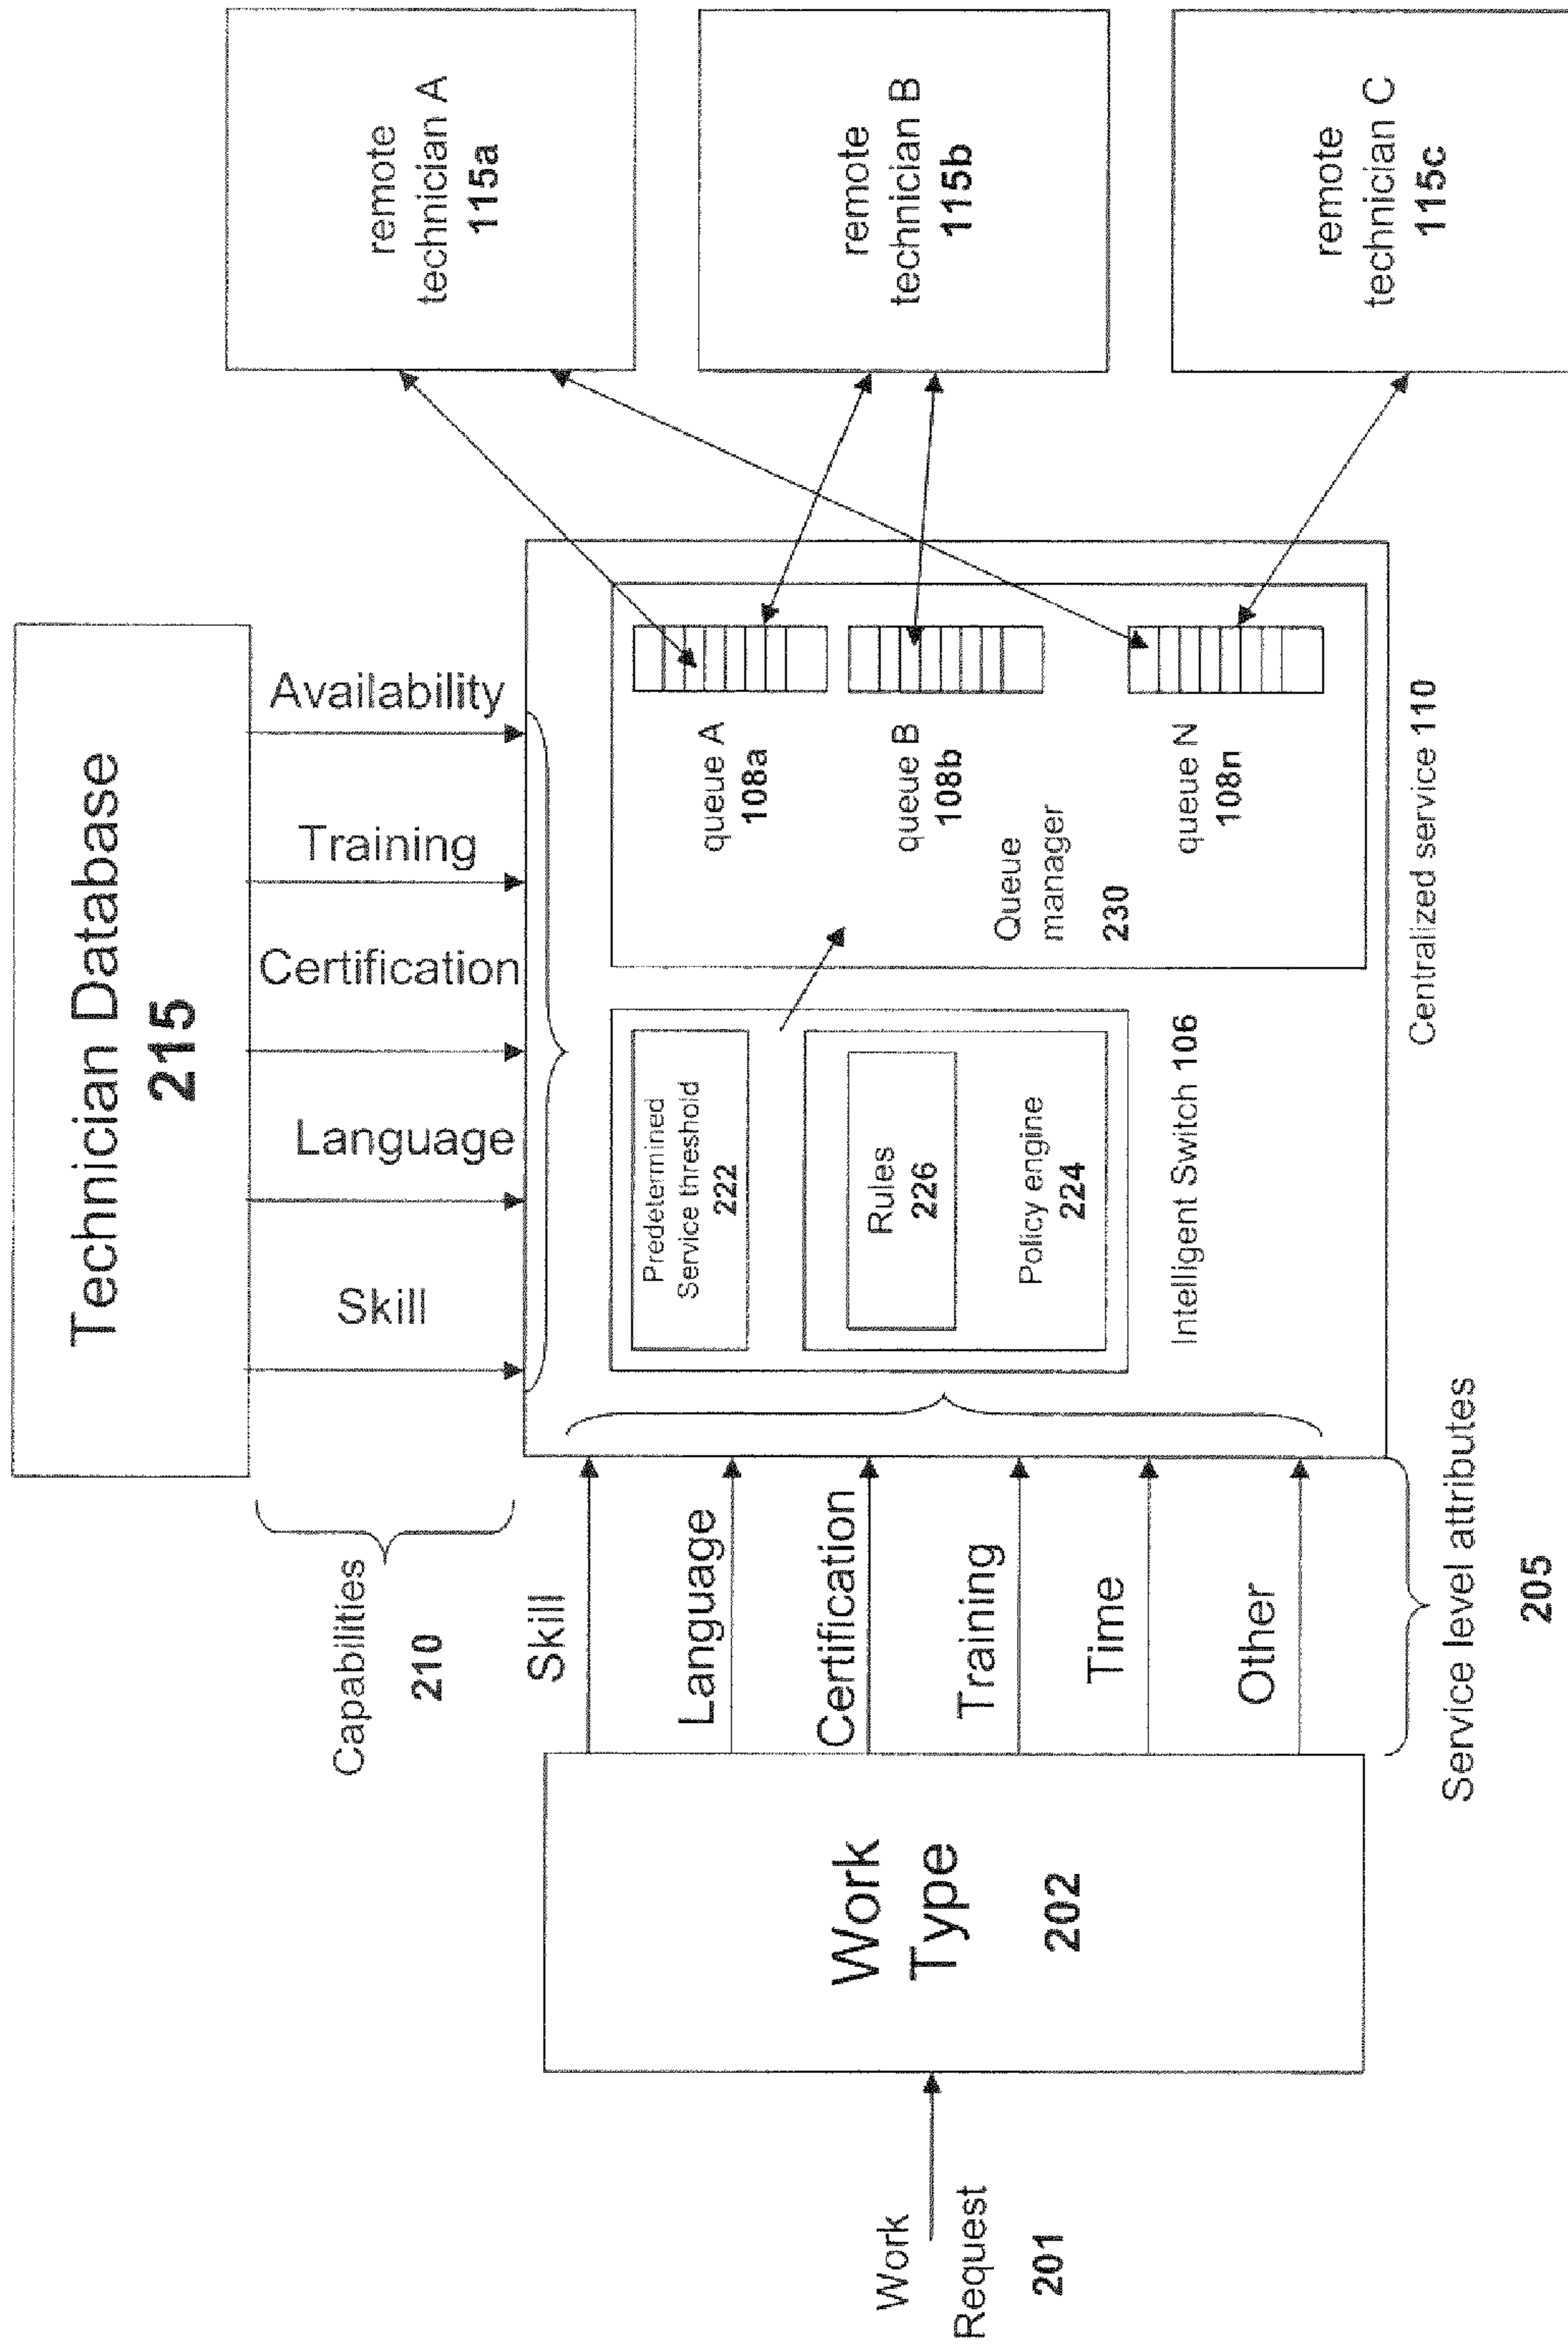 Technician Database
215
Capabilities
210
Skill
Language
Certification
Training
Availability
Work
Request
201
Work
Type
202
Skill
Language
Certification
Training
Time
Other
Service level attributes
205
Predetermined
Service threshold
222
Rules
226
Policy engine
224
Intelligent Switch 106
queue A
108a
queue B
108b
Queue
manager
230
queue N
108n
Centralized service 110
remote
technician A
115a
remote
technician B
115b
remote
technician C
115c